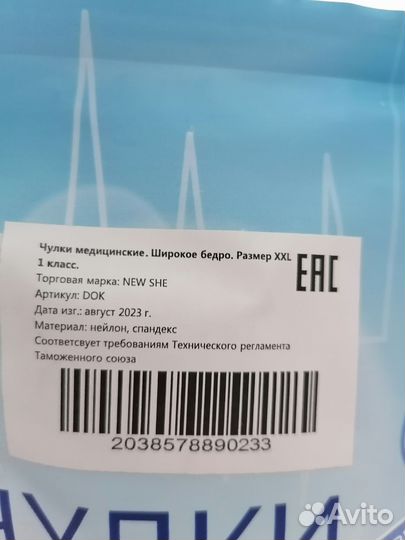 Чулки медицинские. Широкое бедро. Размер XXL
1 класс.
Торговая марка: NEW SHE
Артикул: DOK
Дата изг.: август 2023 г.
Материал: нейлон, спандекс
Соответсвует требованиям Технического регламента
Таможенного союза
EAC
2038578890233
ЧУЛКИ
Avito